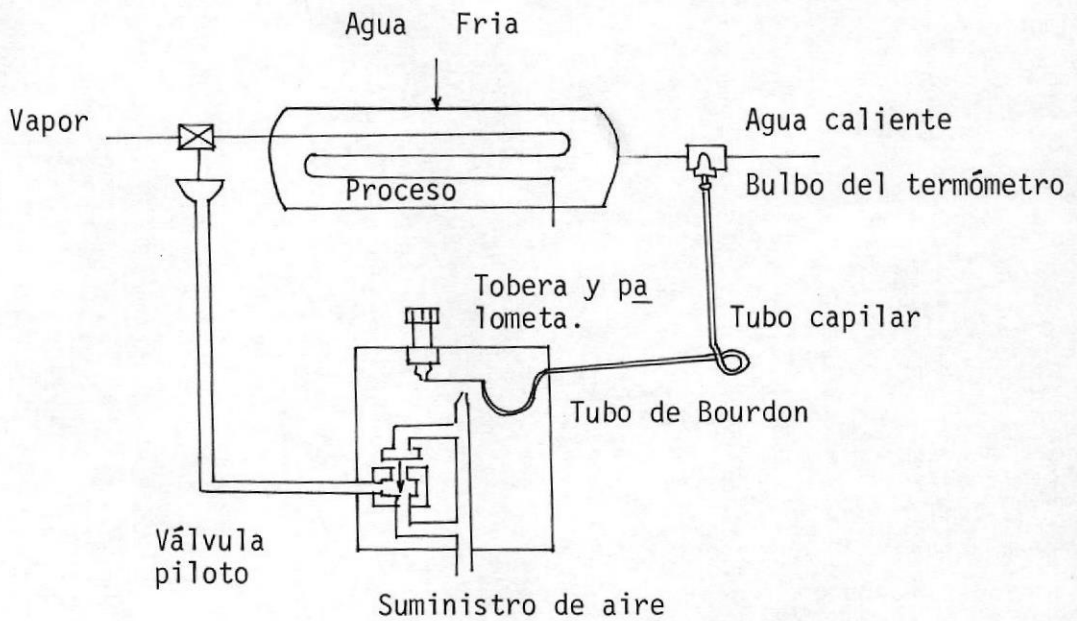 Agua Fria
Vapor
Agua caliente
Proceso
Bulbo del termómetro
Tobera y pa
lometa.
Tubo capilar
Tubo de Bourdon
Válvula
piloto
Suministro de aire